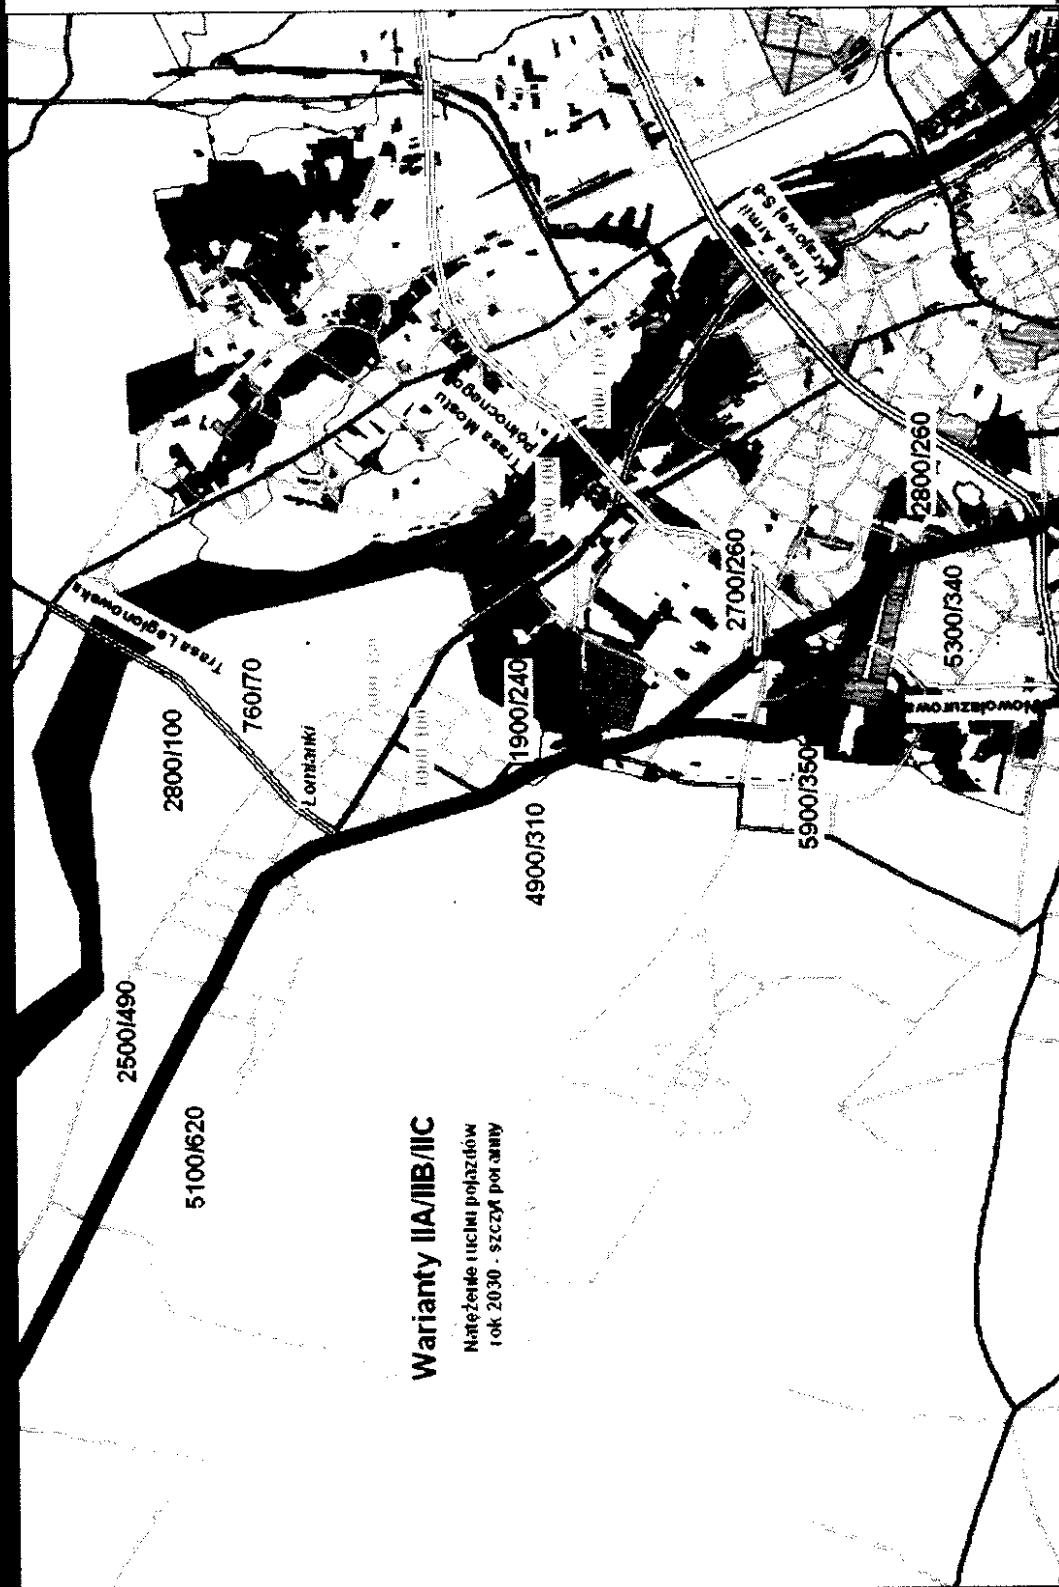 Warianty IIA/IIB/IIC
Natężenie ruchu pojazdów
rok 2030 - szczyt poranny
5100/620
2500/490
2800/100
760/70
Trasa Legionowska
Łomianki
4900/310
1900/240
5900/350
2700/260
5300/340
2800/260
Nowolazurowa
Trasa Mostu
Północnego
Trasa Armii
Krajowej S-8